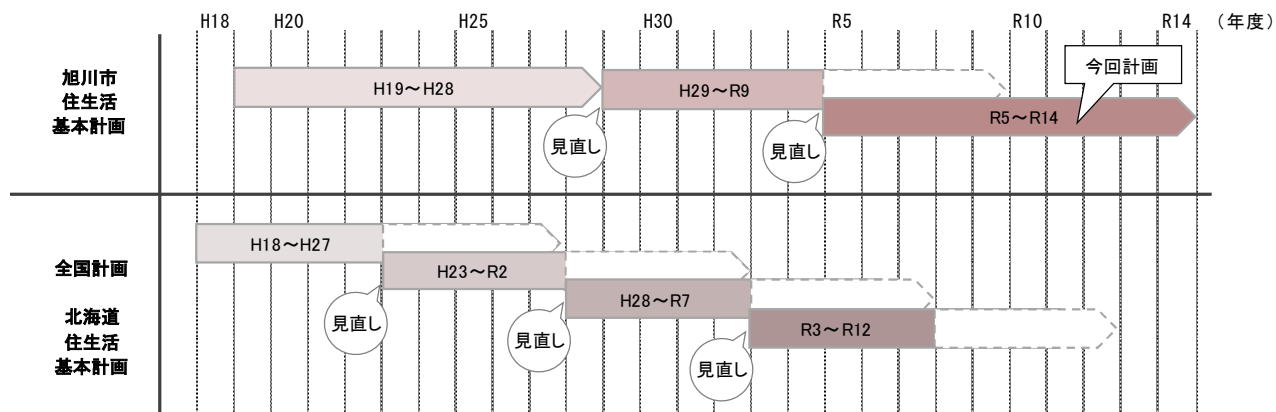 H18 H20 H25 H30 R5 R10 R14 （年度）
旭川市
住生活
基本計画
H19～H28
H29～R9
R5～R14
今回計画
見直し
見直し
全国計画
北海道
住生活
基本計画
H18～H27
H23～R2
H28～R7
R3～R12
見直し
見直し
見直し